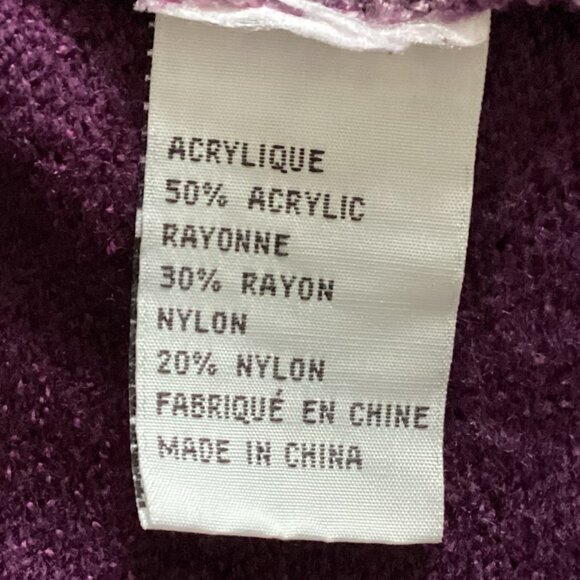 ACRYLIQUE
50% ACRYLIC
RAYONNE
30% RAYON
NYLON
20% NYLON
FABRIQUÉ EN CHINE
MADE IN CHINA